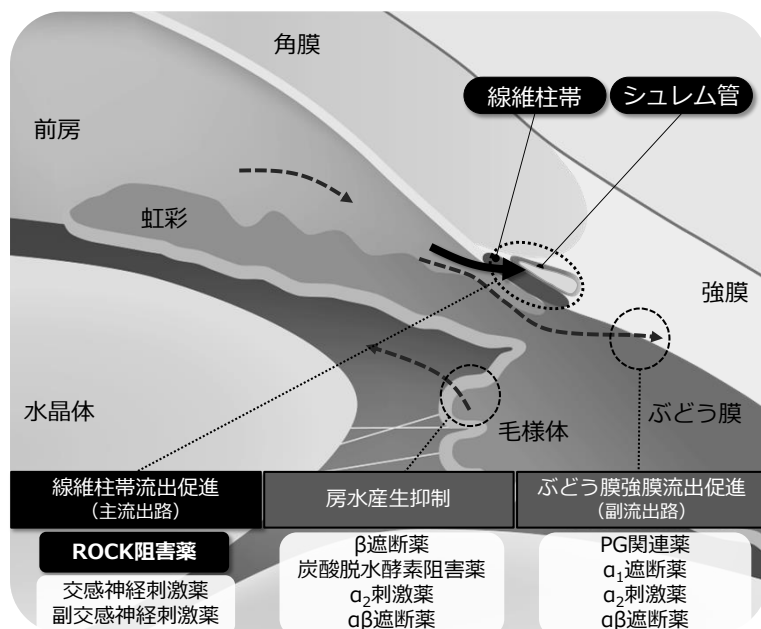 角膜
線維柱帯
シュレム管
前房
虹彩
強膜
水晶体
毛様体
ぶどう膜
線維柱帯流出促進
（主流出路）
房水産生抑制
ぶどう膜強膜流出促進
（副流出路）
ROCK阻害薬
交感神経刺激薬
副交感神経刺激薬
β遮断薬
炭酸脱水酵素阻害薬
α2刺激薬
αβ遮断薬
PG関連薬
α1遮断薬
α2刺激薬
αβ遮断薬